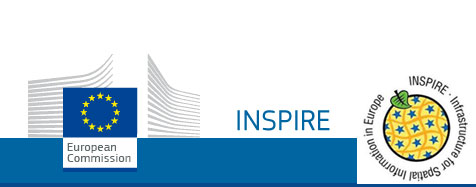 European
Commission
INSPIRE
INSPIRE · Infrastructure for Spatial Information in Europe